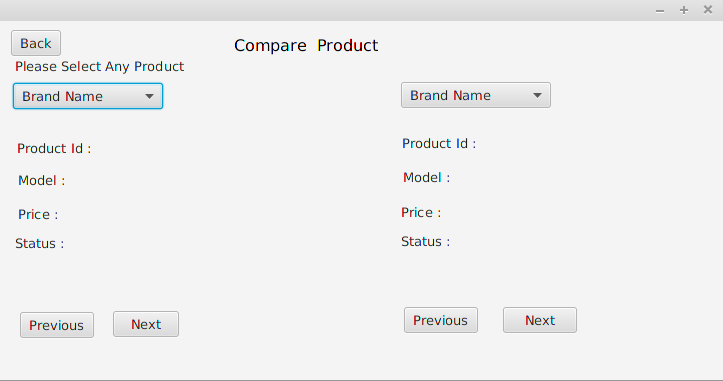 Back
Compare Product
Please Select Any Product
Brand Name
Brand Name
Product Id :
Product Id :
Model :
Model :
Price :
Price :
Status :
Status :
Previous Next
Previous Next